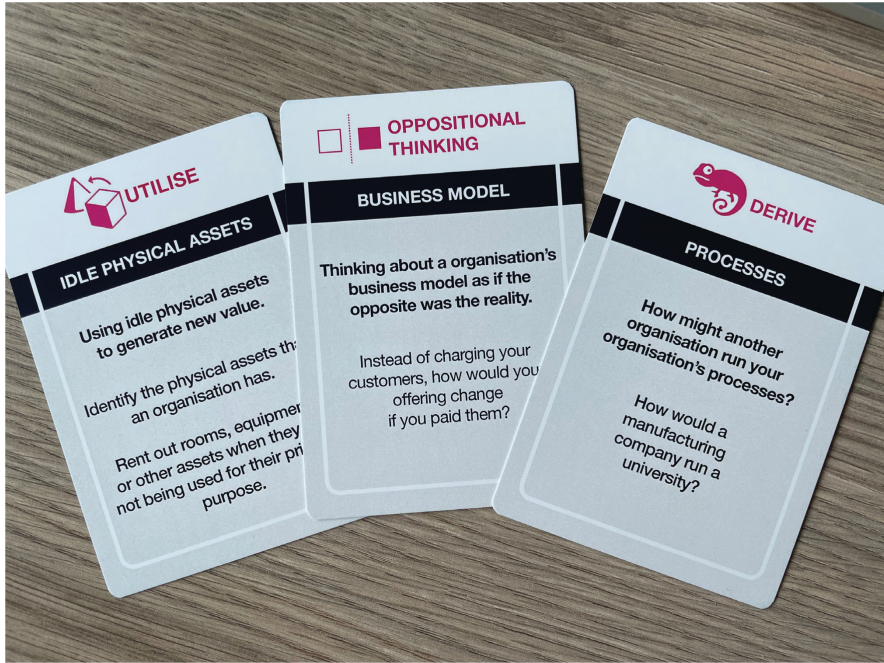 UTILISE
IDLE PHYSICAL ASSETS
Using idle physical assets
to generate new value.
Identify the physical assets
an organisation has.
Rent out rooms,
or other assets when they
not being used for their
purpose.
OPPOSITIONAL
THINKING
BUSINESS MODEL
Thinking about a organisation's
business model as if the
opposite was the reality.
Instead of charging your
customers, how would you
offering change
if you paid them?
DERIVE
PROCESSES
How might another
organisation run your
organisation's processes?
How would a
manufacturing
company run a
university?